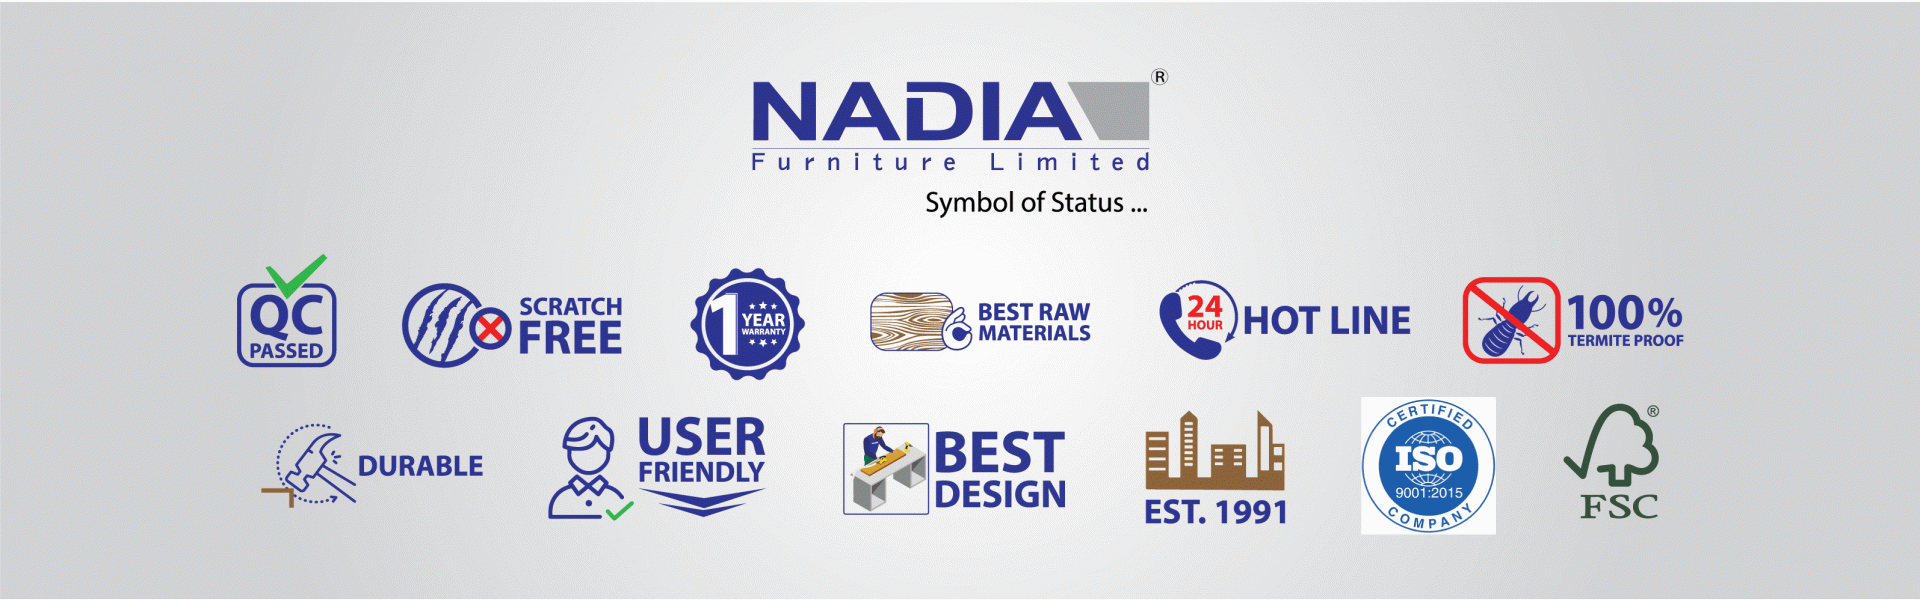 NADIA®
Furniture Limited
Symbol of Status ...
QC
PASSED
SCRATCH
FREE
1
YEAR
WARRANTY
BEST RAW
MATERIALS
24
HOUR
HOT LINE
100%
TERMITE PROOF
DURABLE
USER
FRIENDLY
BEST
DESIGN
EST. 1991
CERTIFIED
ISO
9001:2015
COMPANY
®
FSC